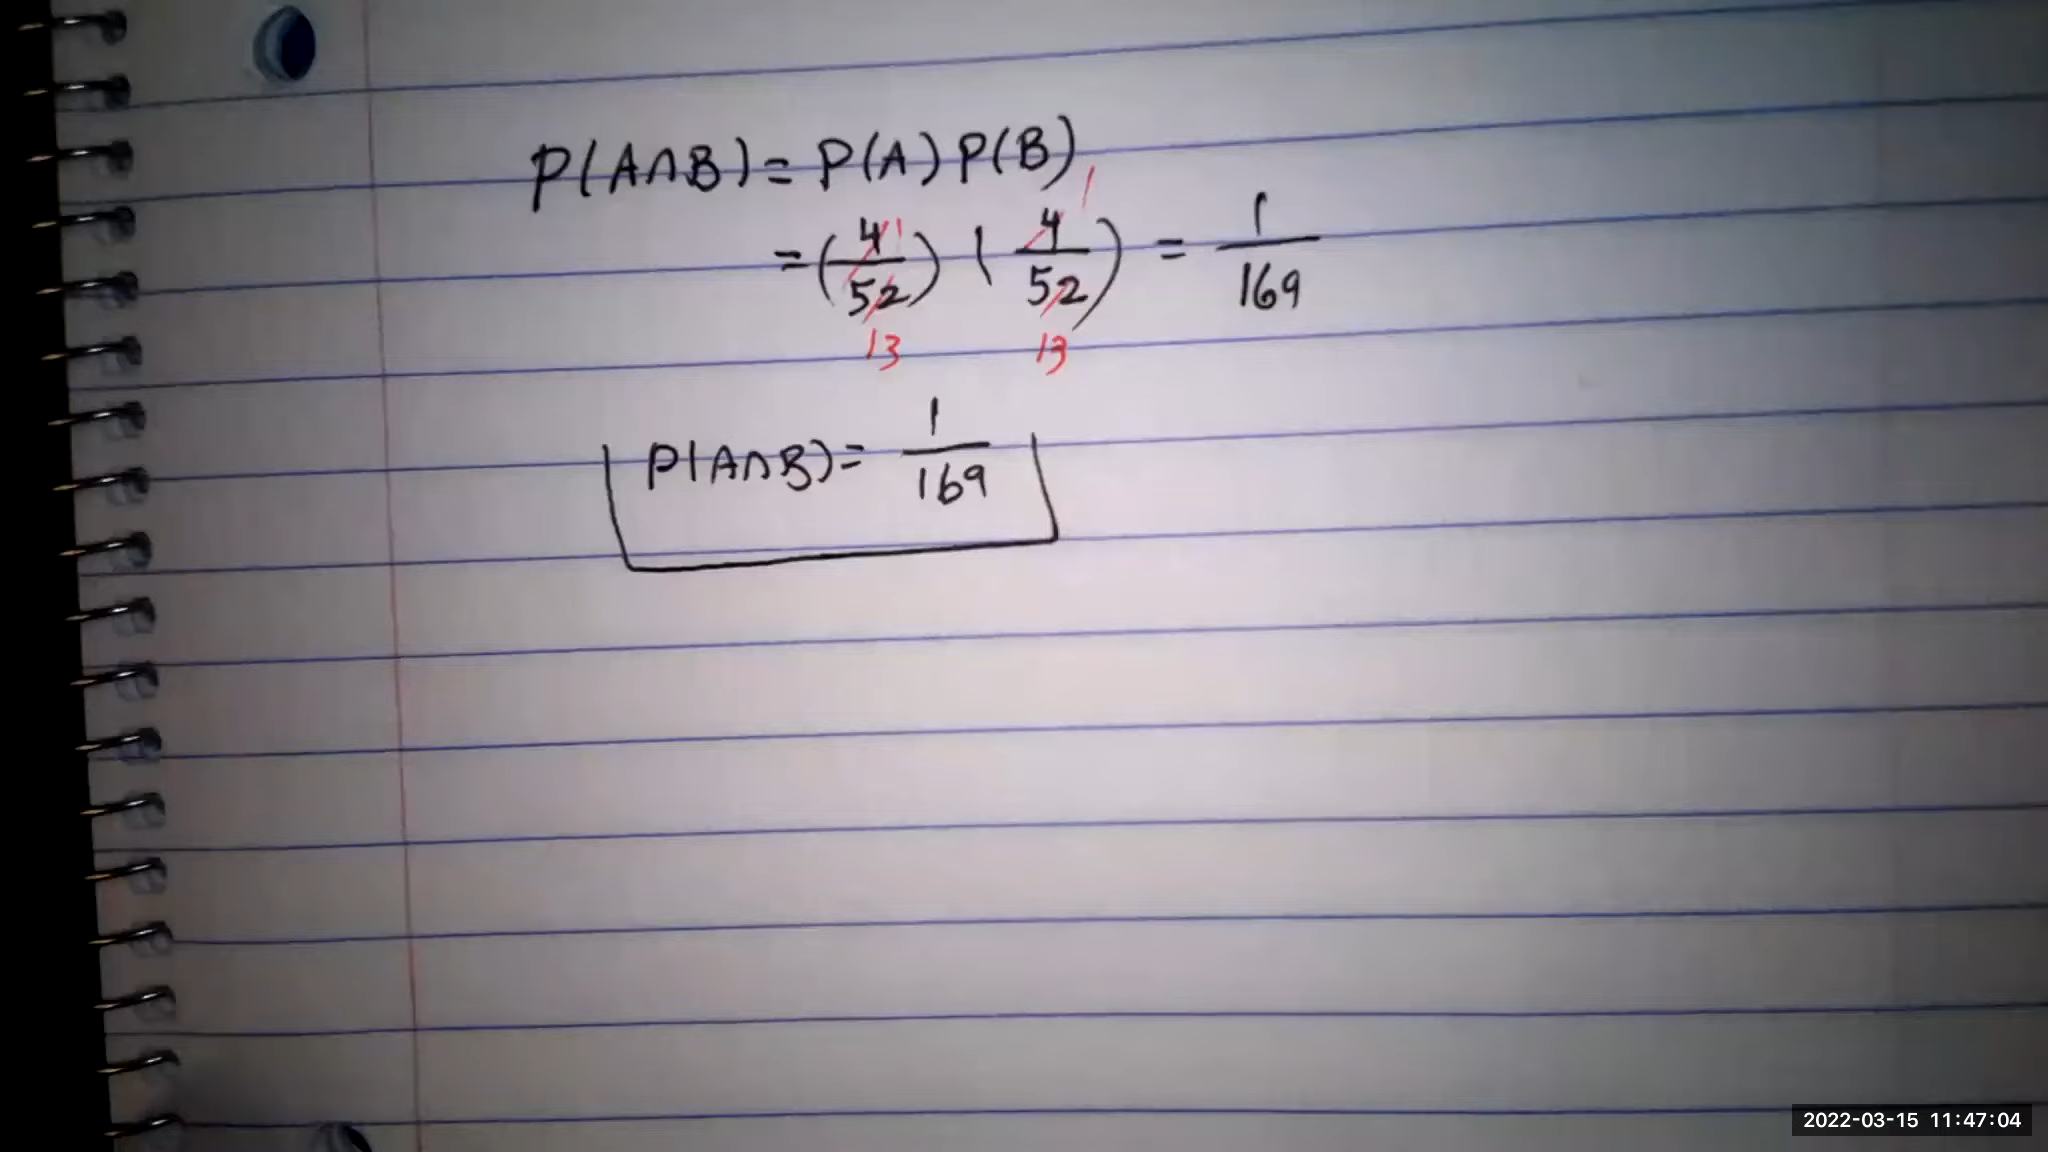 P(A∩B) = P(A) P(B)
= (4/52) (4/52) = 1/169
1 1
13 13
P(A∩B) = 1/169
2022-03-15 11:47:04